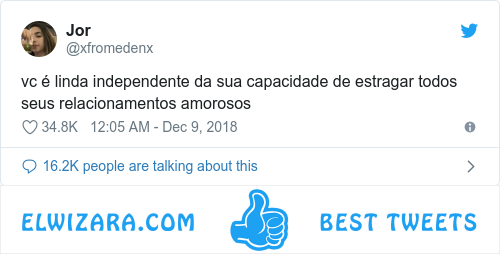 Jor
@xfromedenx
vc é linda independente da sua capacidade de estragar todos
seus relacionamentos amorosos
34.8K 12:05 AM - Dec 9, 2018
16.2K people are talking about this
ELWIZARA.COM BEST TWEETS